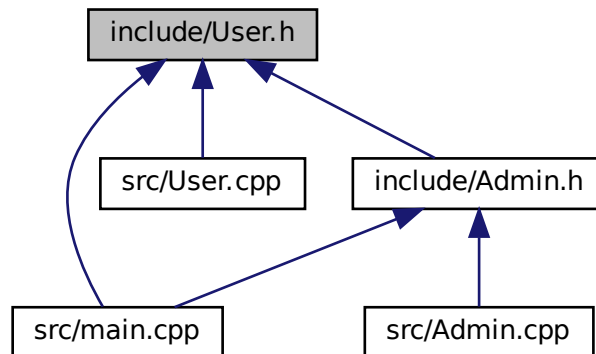 include/User.h
src/User.cpp
include/Admin.h
src/main.cpp
src/Admin.cpp